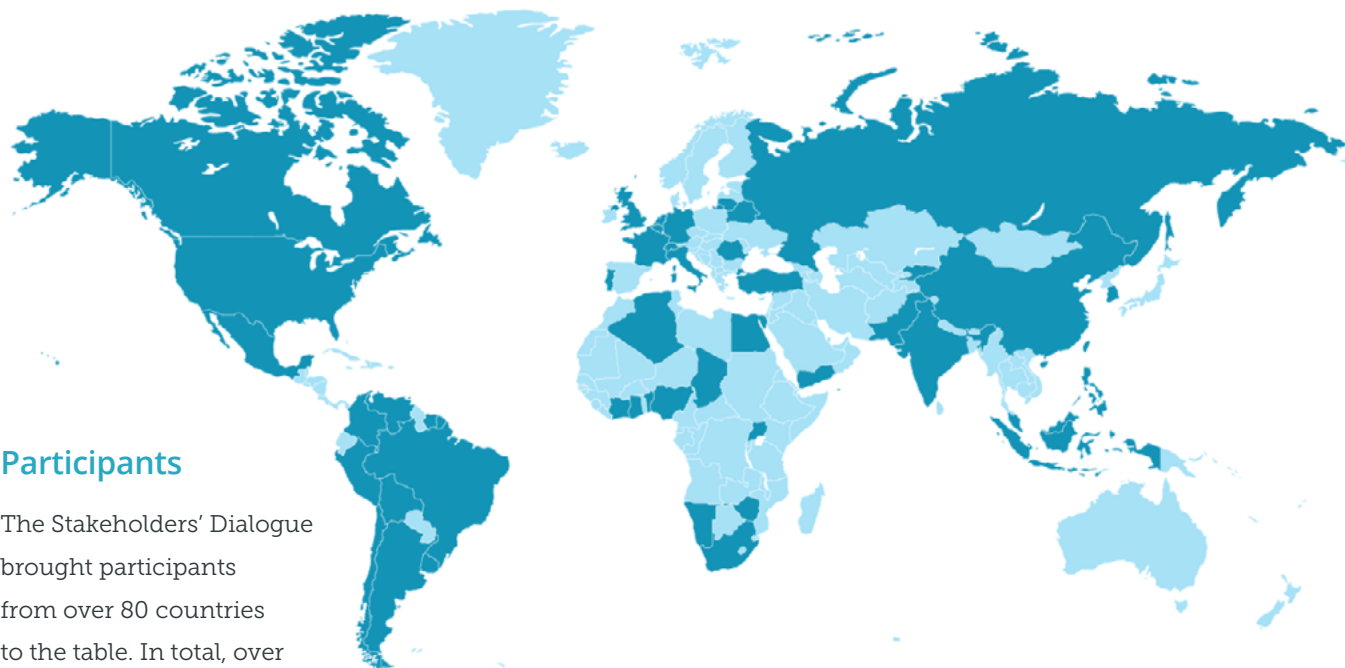 Participants
The Stakeholders’ Dialogue
brought participants
from over 80 countries
to the table. In total, over